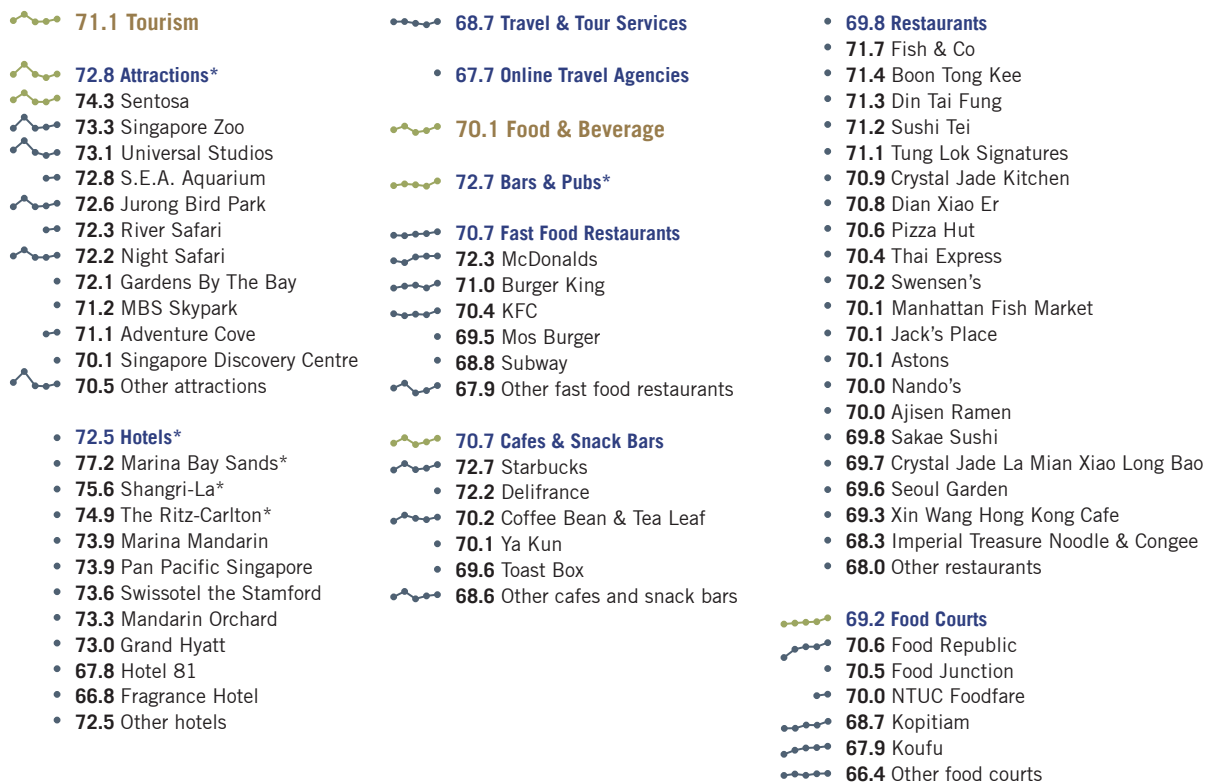 71.1 Tourism
72.8 Attractions*
74.3 Sentosa
73.3 Singapore Zoo
73.1 Universal Studios
72.8 S.E.A. Aquarium
72.6 Jurong Bird Park
72.3 River Safari
72.2 Night Safari
72.1 Gardens By The Bay
71.2 MBS Skypark
71.1 Adventure Cove
70.1 Singapore Discovery Centre
70.5 Other attractions
72.5 Hotels*
77.2 Marina Bay Sands*
75.6 Shangri-La*
74.9 The Ritz-Carlton*
73.9 Marina Mandarin
73.9 Pan Pacific Singapore
73.6 Swissotel the Stamford
73.3 Mandarin Orchard
73.0 Grand Hyatt
67.8 Hotel 81
66.8 Fragrance Hotel
72.5 Other hotels
68.7 Travel & Tour Services
67.7 Online Travel Agencies
70.1 Food & Beverage
72.7 Bars & Pubs*
70.7 Fast Food Restaurants
72.3 McDonalds
71.0 Burger King
70.4 KFC
69.5 Mos Burger
68.8 Subway
67.9 Other fast food restaurants
70.7 Cafes & Snack Bars
72.7 Starbucks
72.2 Delifrance
70.2 Coffee Bean & Tea Leaf
70.1 Ya Kun
69.6 Toast Box
68.6 Other cafes and snack bars
69.8 Restaurants
71.7 Fish & Co
71.4 Boon Tong Kee
71.3 Din Tai Fung
71.2 Sushi Tei
71.1 Tung Lok Signatures
70.9 Crystal Jade Kitchen
70.8 Dian Xiao Er
70.6 Pizza Hut
70.4 Thai Express
70.2 Swensen's
70.1 Manhattan Fish Market
70.1 Jack's Place
70.1 Astons
70.0 Nando's
70.0 Ajisen Ramen
69.8 Sakae Sushi
69.7 Crystal Jade La Mian Xiao Long Bao
69.6 Seoul Garden
69.3 Xin Wang Hong Kong Cafe
68.3 Imperial Treasure Noodle & Congee
68.0 Other restaurants
69.2 Food Courts
70.6 Food Republic
70.5 Food Junction
70.0 NTUC Foodfare
68.7 Kopitiam
67.9 Koufu
66.4 Other food courts